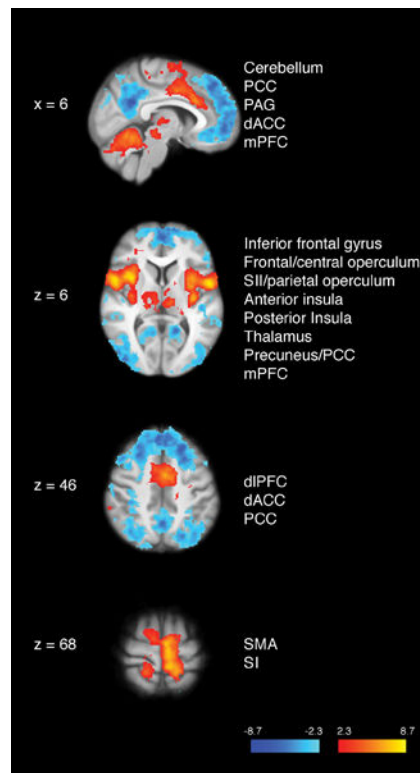 x = 6
Cerebellum
PCC
PAG
dACC
mPFC
z = 6
Inferior frontal gyrus
Frontal/central operculum
SII/parietal operculum
Anterior insula
Posterior Insula
Thalamus
Precuneus/PCC
mPFC
z = 46
dlPFC
dACC
PCC
z = 68
SMA
SI
-8.7 -2.3 2.3 8.7